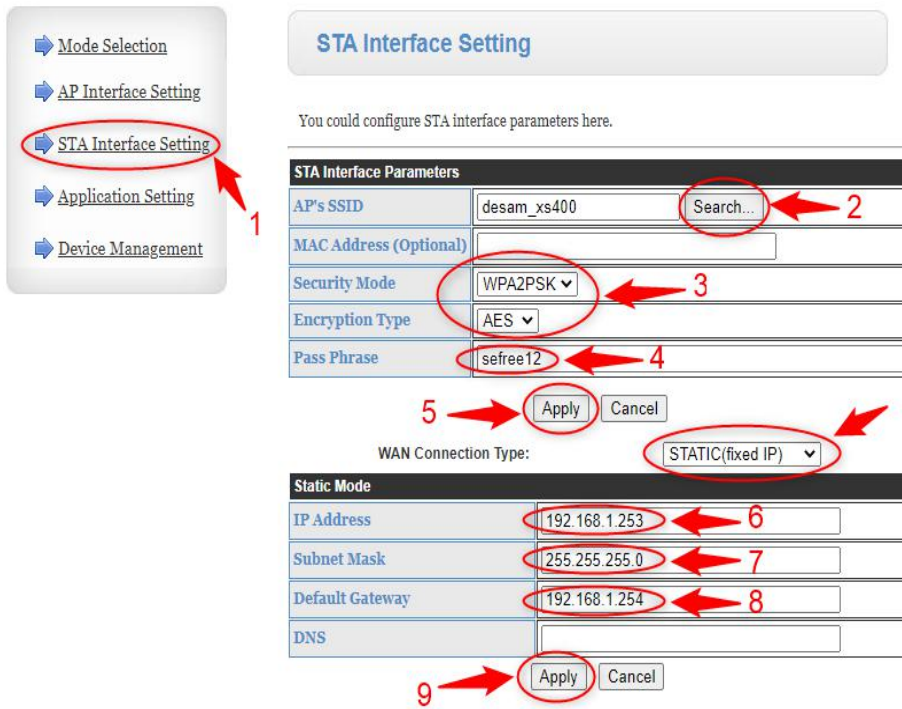 Mode Selection
AP Interface Setting
STA Interface Setting
Application Setting
Device Management
1
STA Interface Setting
You could configure STA interface parameters here.
STA Interface Parameters
AP's SSID desam_xs400 Search... 2
MAC Address (Optional)
Security Mode WPA2PSK 3
Encryption Type AES
Pass Phrase sefree12 4
5 Apply Cancel
WAN Connection Type: STATIC(fixed IP)
Static Mode
IP Address 192.168.1.253 6
Subnet Mask 255.255.255.0 7
Default Gateway 192.168.1.254 8
DNS
9 Apply Cancel